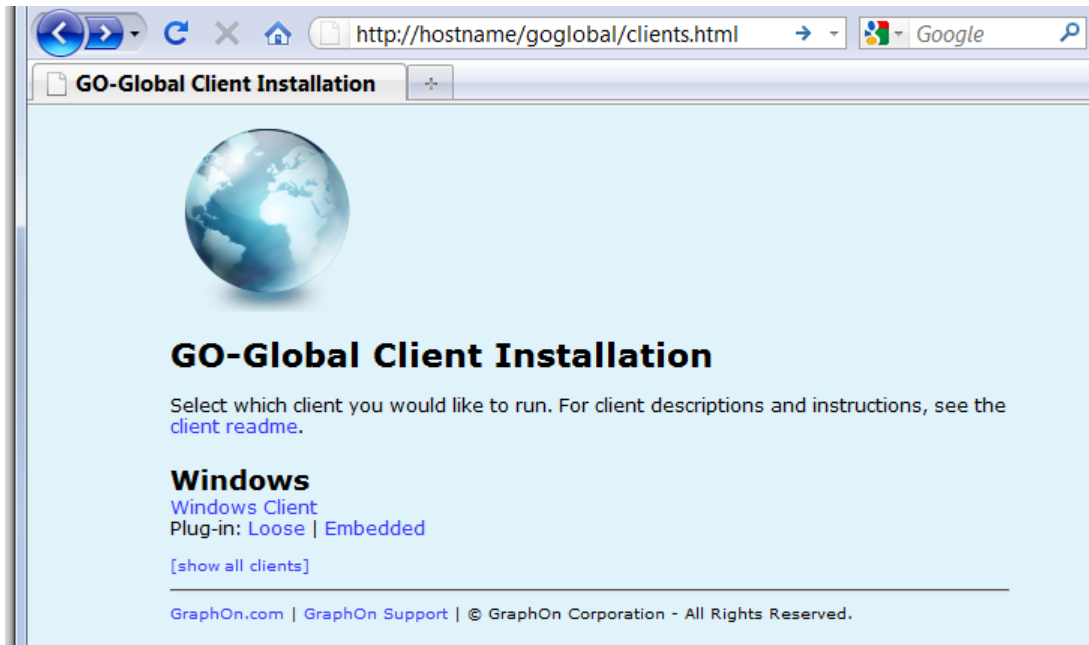 http://hostname/goglobal/clients.html Google
GO-Global Client Installation
GO-Global Client Installation
Select which client you would like to run. For client descriptions and instructions, see the
client readme.
Windows
Windows Client
Plug-in: Loose | Embedded
[show all clients]
GraphOn.com | GraphOn Support | © GraphOn Corporation - All Rights Reserved.